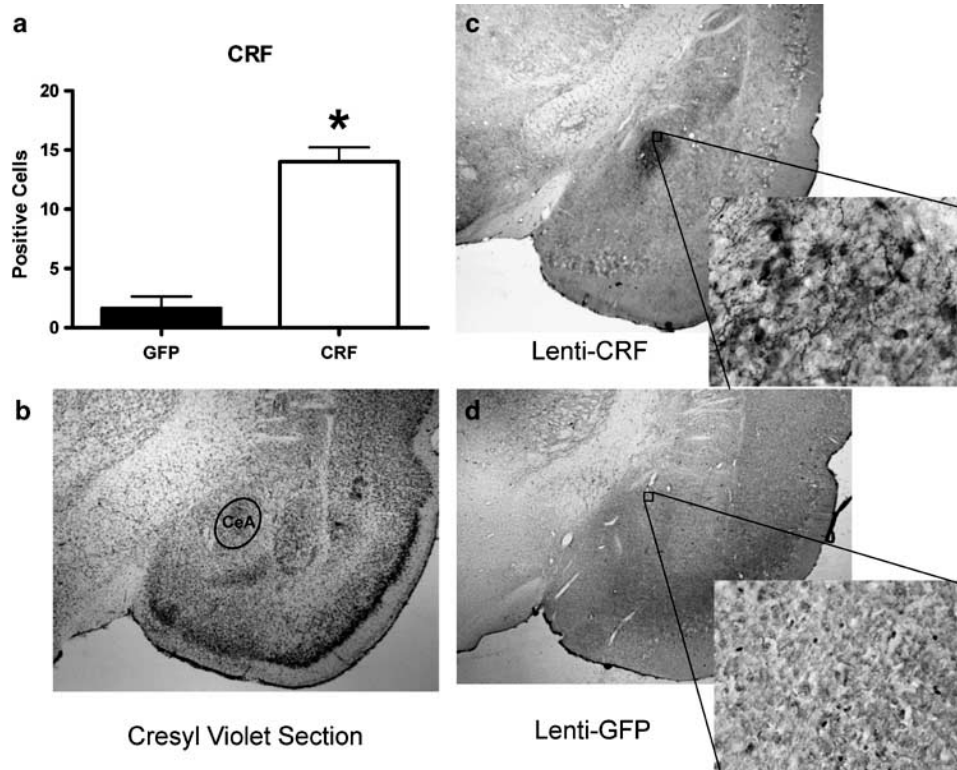 a
CRF
20
15
10
5
0
Positive Cells
*
GFP
CRF
b
CeA
Cresyl Violet Section
c
Lenti-CRF
d
Lenti-GFP